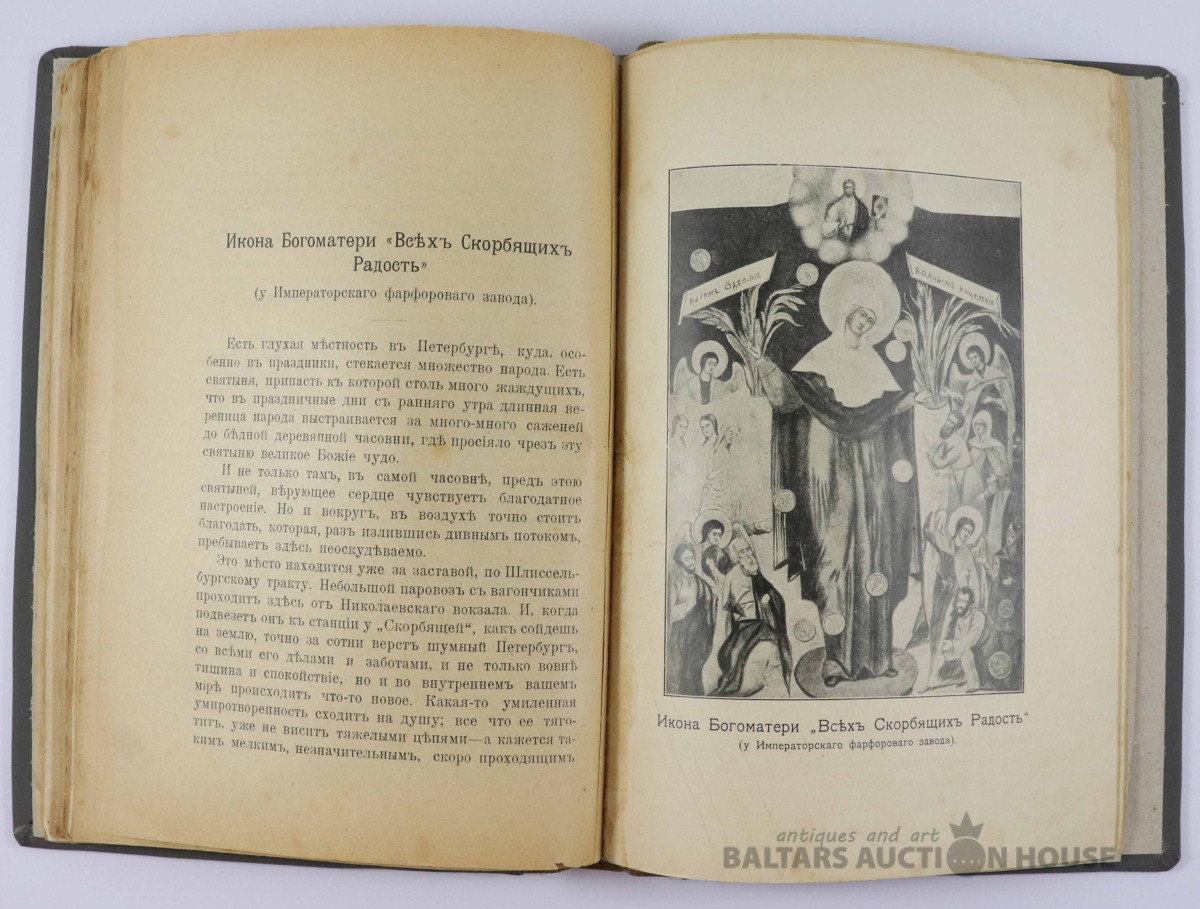 Икона Богоматери «Всѣхъ Скорбящихъ
Радость»
(у Императорскаго фарфороваго завода).
Есть глухая мѣстность въ Петербургѣ, куда, осо-
бенно въ праздники, стекается множество народа. Есть
святыня, припасть къ которой столь много жаждущихъ,
что въ праздничные дни съ ранняго утра длинная ве-
реница народа выстраивается за много-много саженей
до бѣдной деревянной часовни, гдѣ просіяло чрезъ эту
святыню великое Божіе чудо.
И не только тамъ, въ самой часовнѣ, предъ этою
святыней, вѣрующее сердце чувствуетъ благодатное
настроеніе. Но и вокругъ, въ воздухѣ точно стоитъ
благодать, которая, разъ излившись дивнымъ потокомъ,
пребываетъ здѣсь неоскудѣваемо.
Это мѣсто находится уже за заставой, по Шлиссель-
бургскому тракту. Небольшой паровозъ съ вагончиками
проходитъ здѣсь отъ Николаевскаго вокзала. И, когда
подвезетъ онъ къ станціи у „Скорбящей“, какъ сойдешь
на землю, точно за сотни верстъ шумный Петербургъ,
со всѣми его дѣлами и заботами, и не только вовнѣ
тишина и спокойствіе, но и во внутреннемъ вашемъ
мірѣ происходитъ что-то новое. Какая-то умиленная
умиротворенность сходитъ на душу; все что ее тяго-
титъ, уже не виситъ тяжелыми цѣпями—а кажется та-
кимъ мелкимъ, незначительнымъ, скоро проходящимъ
НАГИМЪ ОДѢЯНІЕ
БОЛЬНЫМЪ ИСЦЕЛЕНІЕ
Икона Богоматери „Всѣхъ Скорбящихъ Радость“
(у Императорскаго фарфороваго завода).
antiques and art
BALTARS AUCTION HOUSE